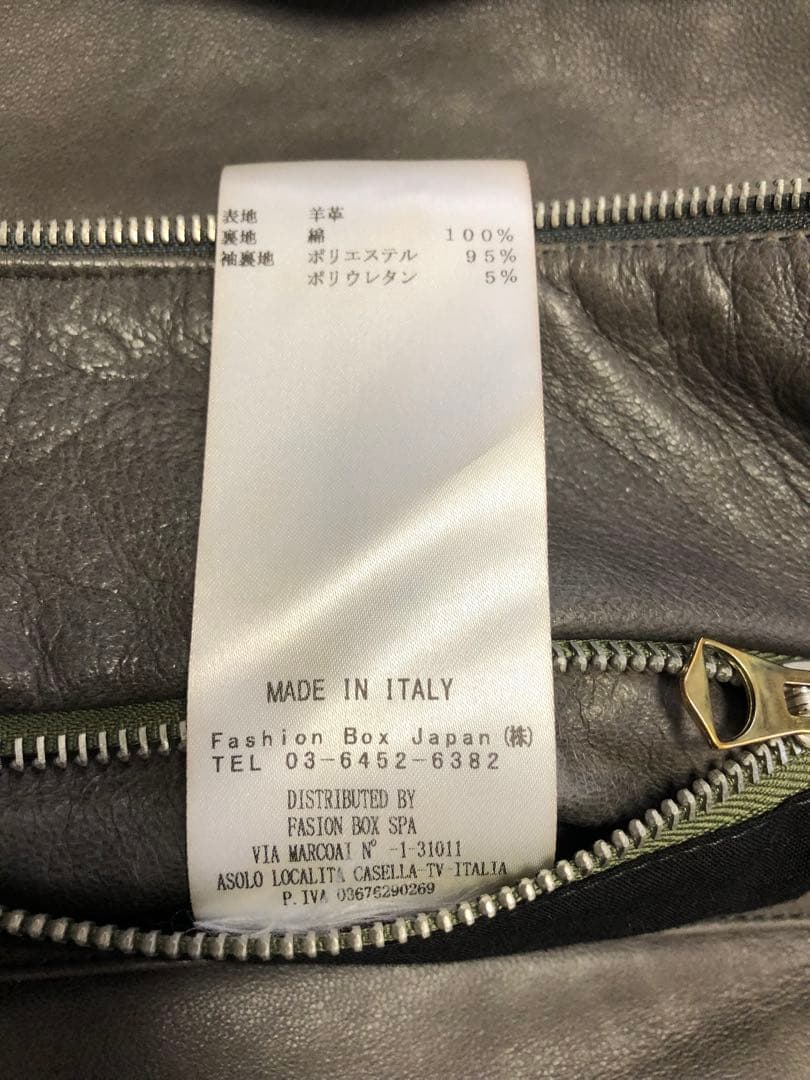 表地 羊革
裏地 綿 100%
袖裏地 ポリエステル 95%
ポリウレタン 5%
MADE IN ITALY
Fashion Box Japan (株)
TEL 03-6452-6382
DISTRIBUTED BY
FASION BOX SPA
VIA MARCOAI N° -1-31011
ASOLO LOCALITA CASELLA-TV-ITALIA
P.IVA 03676290269